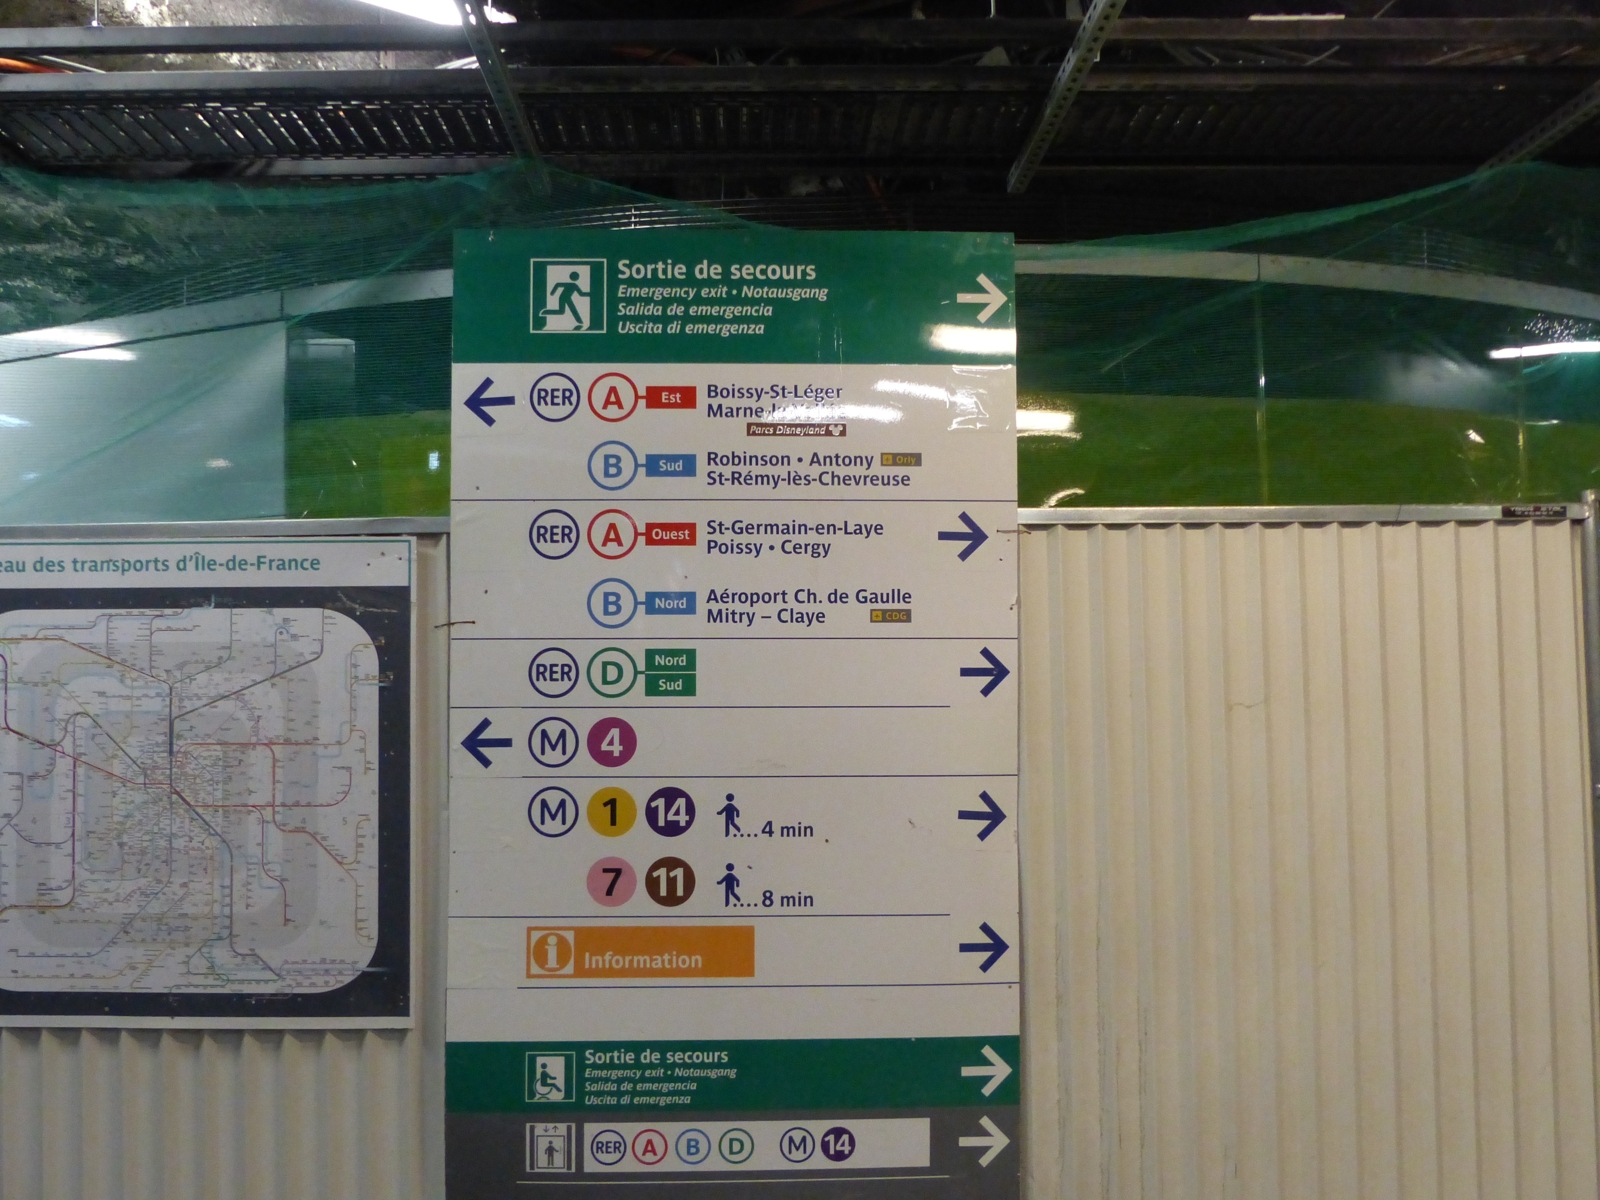 Sortie de secours
Emergency exit • Notausgang
Salida de emergencia
Uscita di emergenza
RER A Est Boissy-St-Léger
Marne-la-Vallée
Parcs Disneyland
B Sud Robinson • Antony Orly
St-Rémy-lès-Chevreuse
RER A Ouest St-Germain-en-Laye
Poissy • Cergy
B Nord Aéroport Ch. de Gaulle
Mitry – Claye CDG
RER D Nord
Sud
M 4
M 1 14 ...4 min
7 11 ...8 min
i Information
Sortie de secours
Emergency exit • Notausgang
Salida de emergencia
Uscita di emergenza
RER A B D M 14
des transports d'Île-de-France